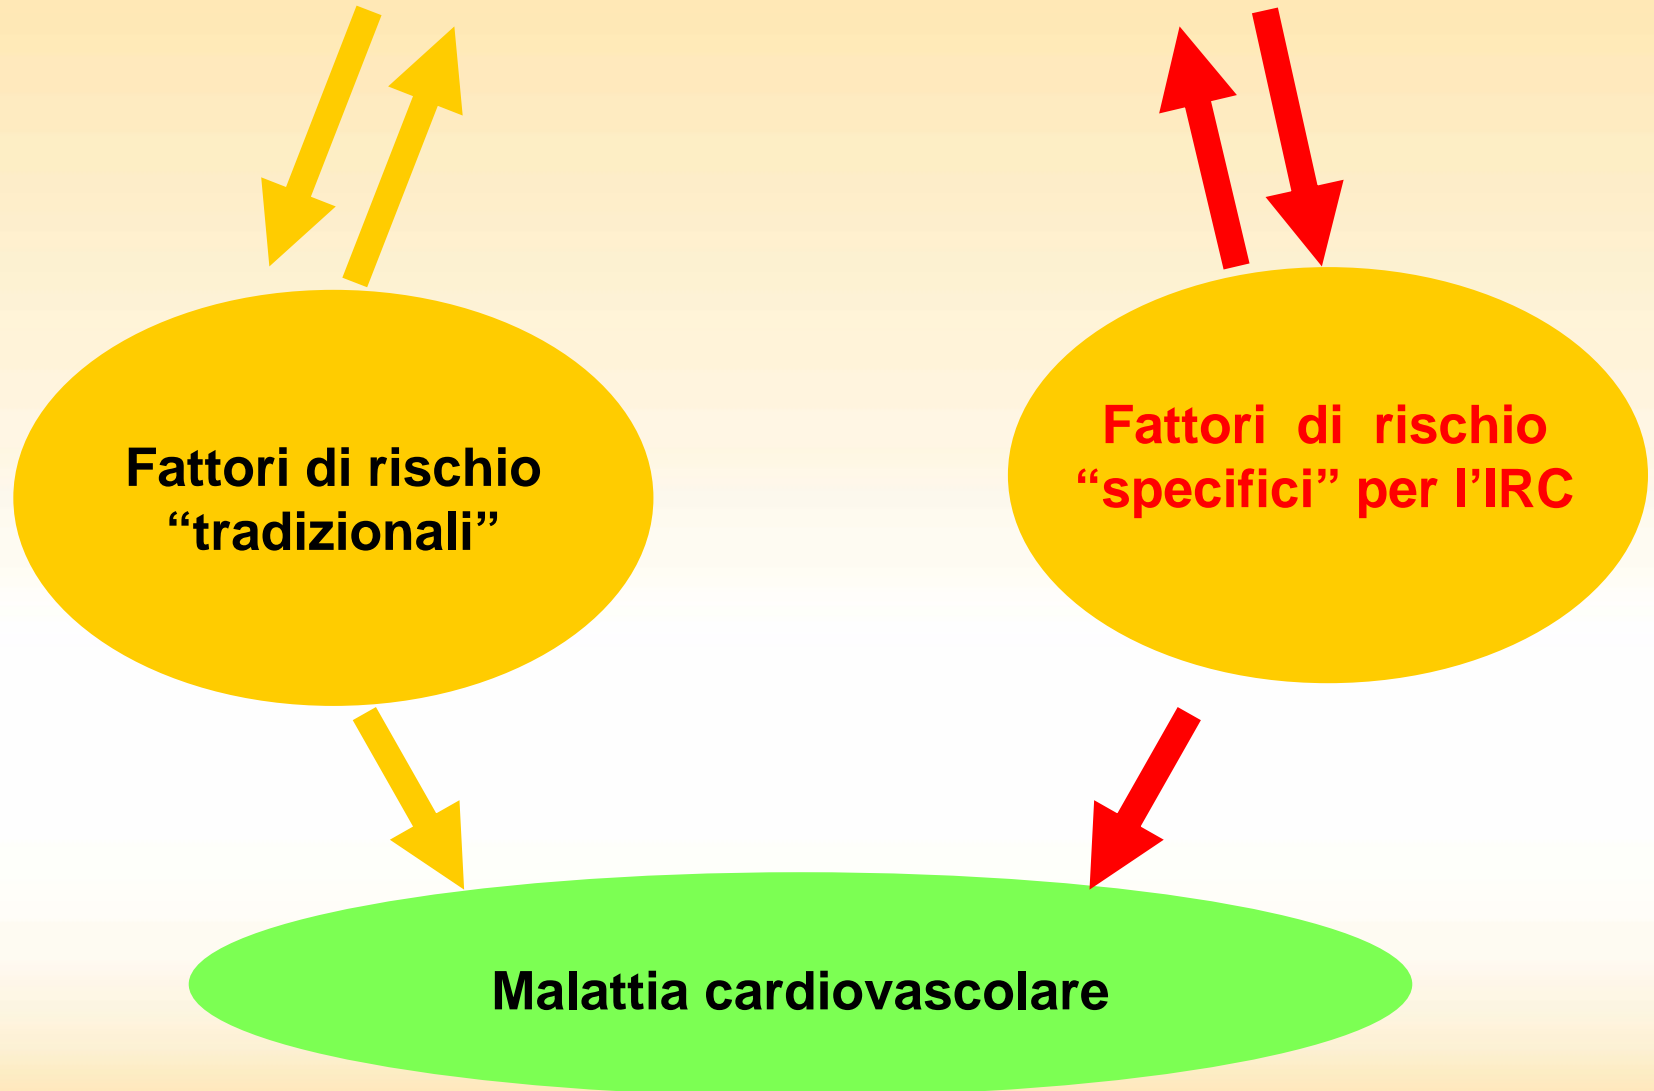 Fattori di rischio
“tradizionali”
Fattori di rischio
“specifici” per l’IRC
Malattia cardiovascolare